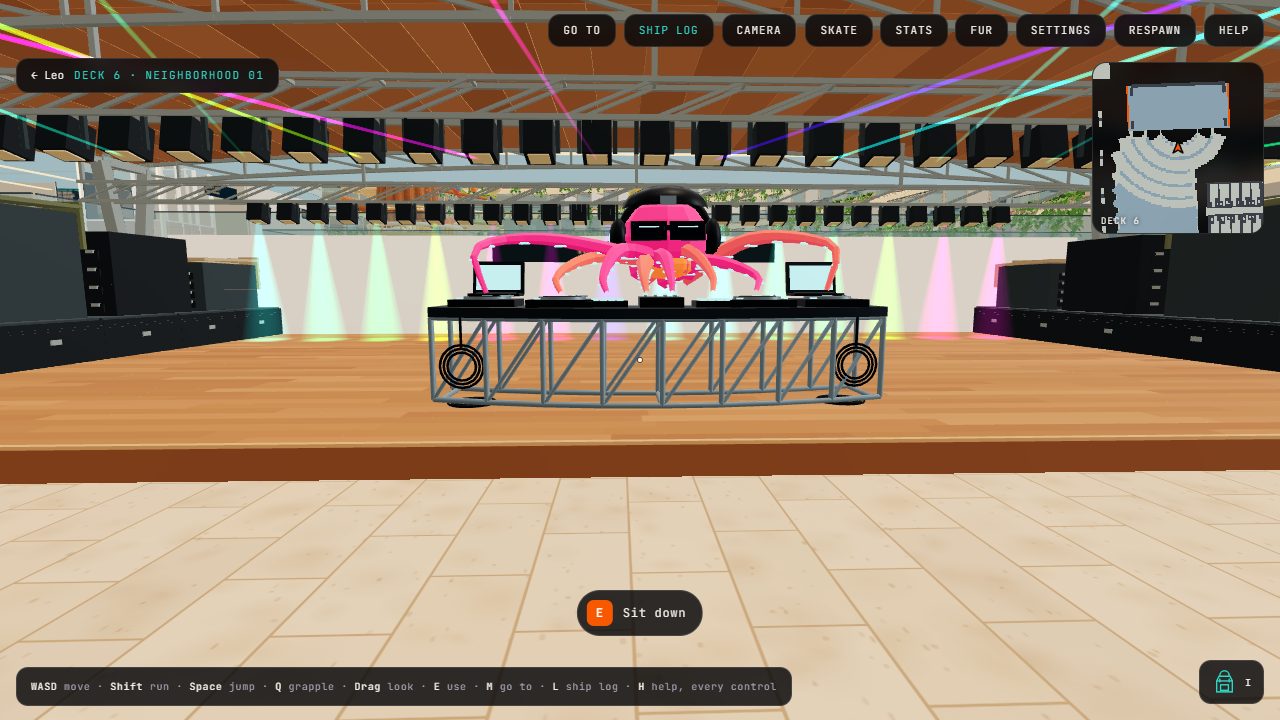 GO TO
SHIP LOG
CAMERA
SKATE
STATS
FUR
SETTINGS
RESPAWN
HELP
← Leo DECK 6 · NEIGHBORHOOD 01
DECK 6
E Sit down
WASD move · Shift run · Space jump · Q grapple · Drag look · E use · M go to · L ship log · H help, every control
I